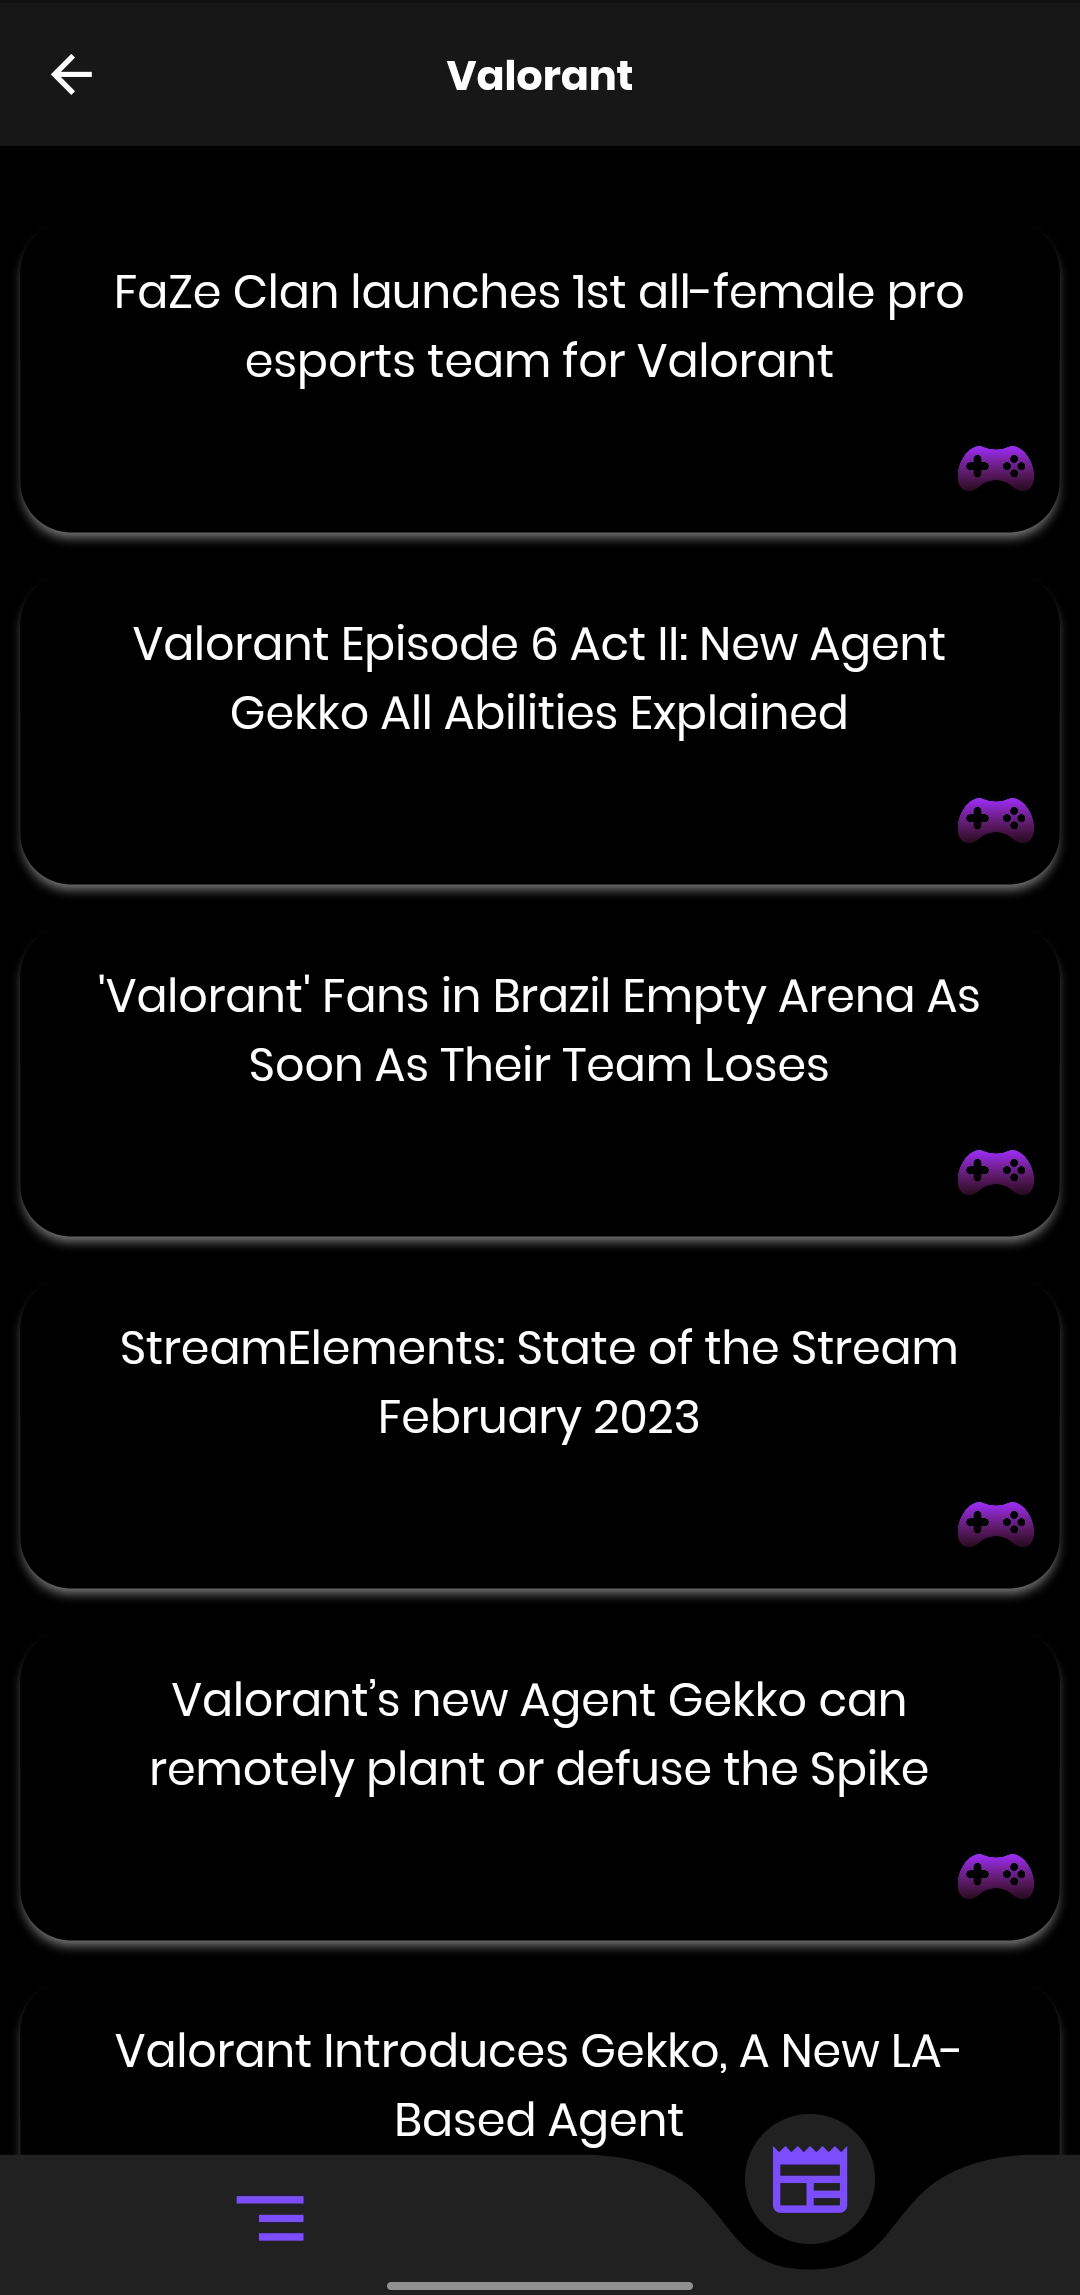 Valorant
FaZe Clan launches 1st all-female pro
esports team for Valorant
Valorant Episode 6 Act II: New Agent
Gekko All Abilities Explained
'Valorant' Fans in Brazil Empty Arena As
Soon As Their Team Loses
StreamElements: State of the Stream
February 2023
Valorant’s new Agent Gekko can
remotely plant or defuse the Spike
Valorant Introduces Gekko, A New LA-
Based Agent